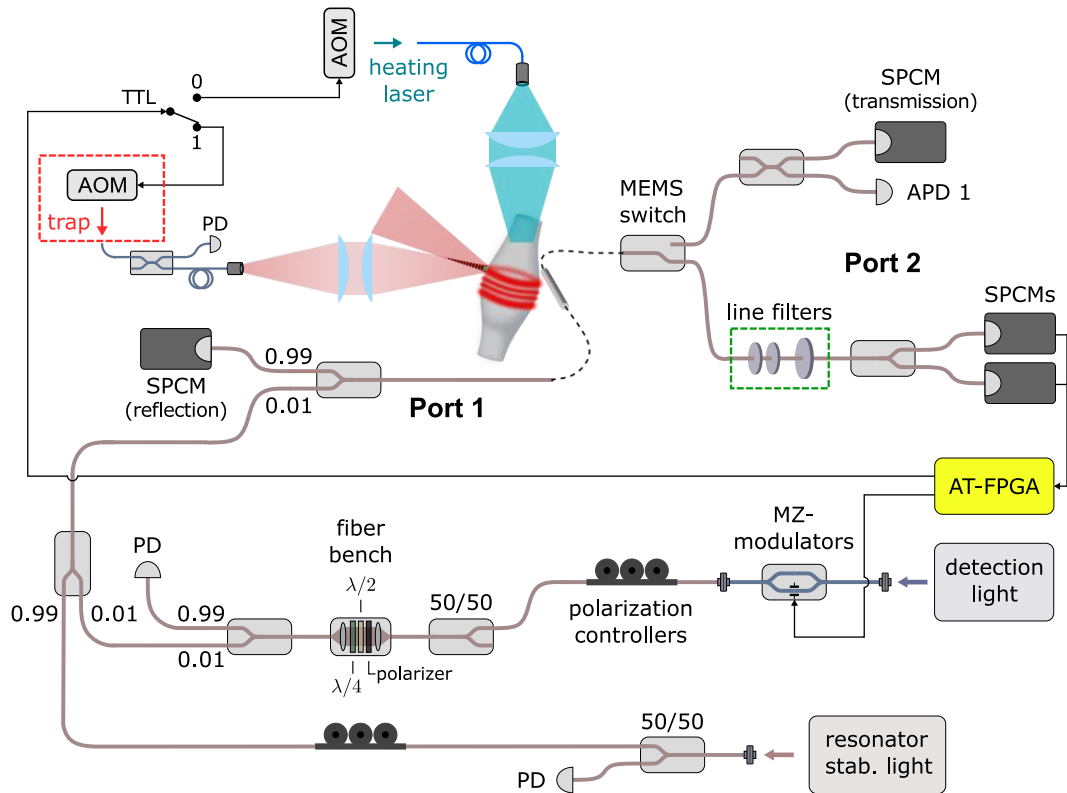 AOM
heating
laser
0
TTL
1
AOM
trap
PD
SPCM
(transmission)
APD 1
MEMS
switch
Port 2
SPCMs
line filters
0.99
SPCM
(reflection)
0.01
Port 1
AT-FPGA
PD
fiber
bench
λ/2
MZ-
modulators
detection
light
50/50
polarization
controllers
0.99
0.01
0.99
0.01
polarizer
λ/4
50/50
resonator
stab. light
PD